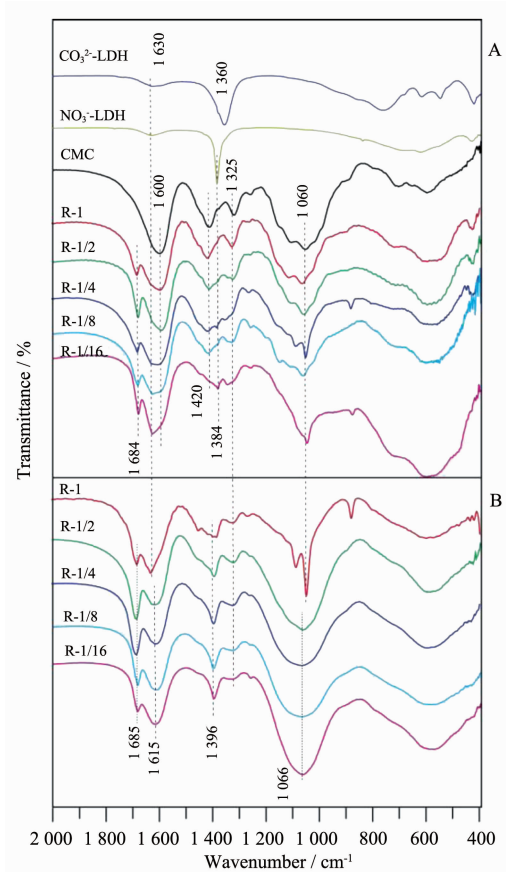 A
CO₃²⁻-LDH
1 630
1 360
NO₃⁻-LDH
CMC
1 600
1 325
1 060
R-1
R-1/2
R-1/4
R-1/8
R-1/16
1 420
1 384
1 684
Transmittance / %
B
R-1
R-1/2
R-1/4
R-1/8
R-1/16
1 685
1 615
1 396
1 066
2 000 1 800 1 600 1 400 1 200 1 000 800 600 400
Wavenumber / cm⁻¹